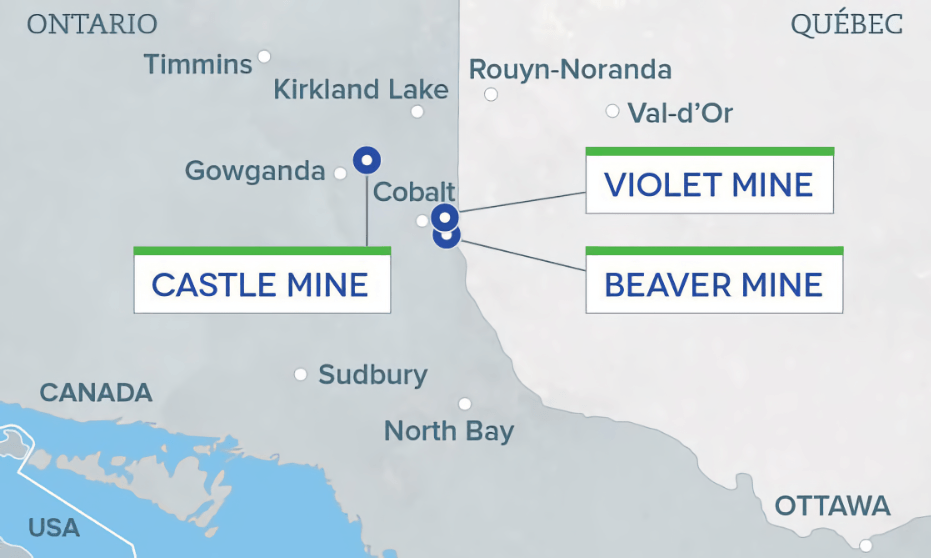 ONTARIO
QUÉBEC
Timmins
Rouyn-Noranda
Kirkland Lake
Val-d’Or
Gowganda
Cobalt
VIOLET MINE
CASTLE MINE
BEAVER MINE
Sudbury
CANADA
North Bay
OTTAWA
USA